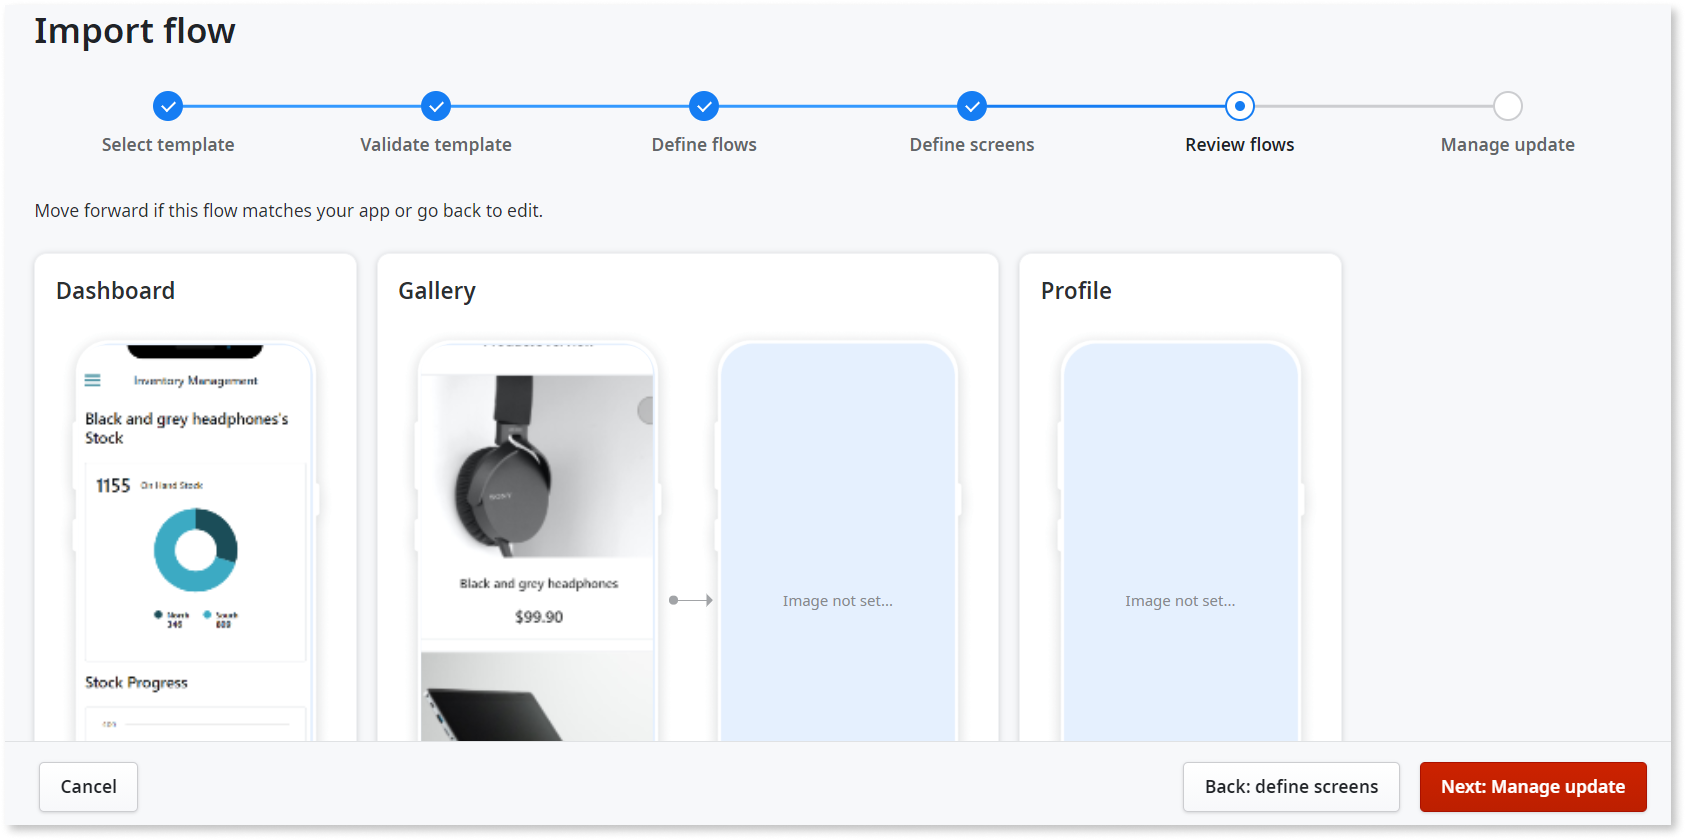 Import flow
Select template
Validate template
Define flows
Define screens
Review flows
Manage update
Move forward if this flow matches your app or go back to edit.
Dashboard
Inventory Management
Black and grey headphones's
Stock
1155 On Hand Stock
North
South
Stock Progress
Gallery
SONY
Black and grey headphones
$99.90
Image not set...
Profile
Image not set...
Cancel
Back: define screens
Next: Manage update